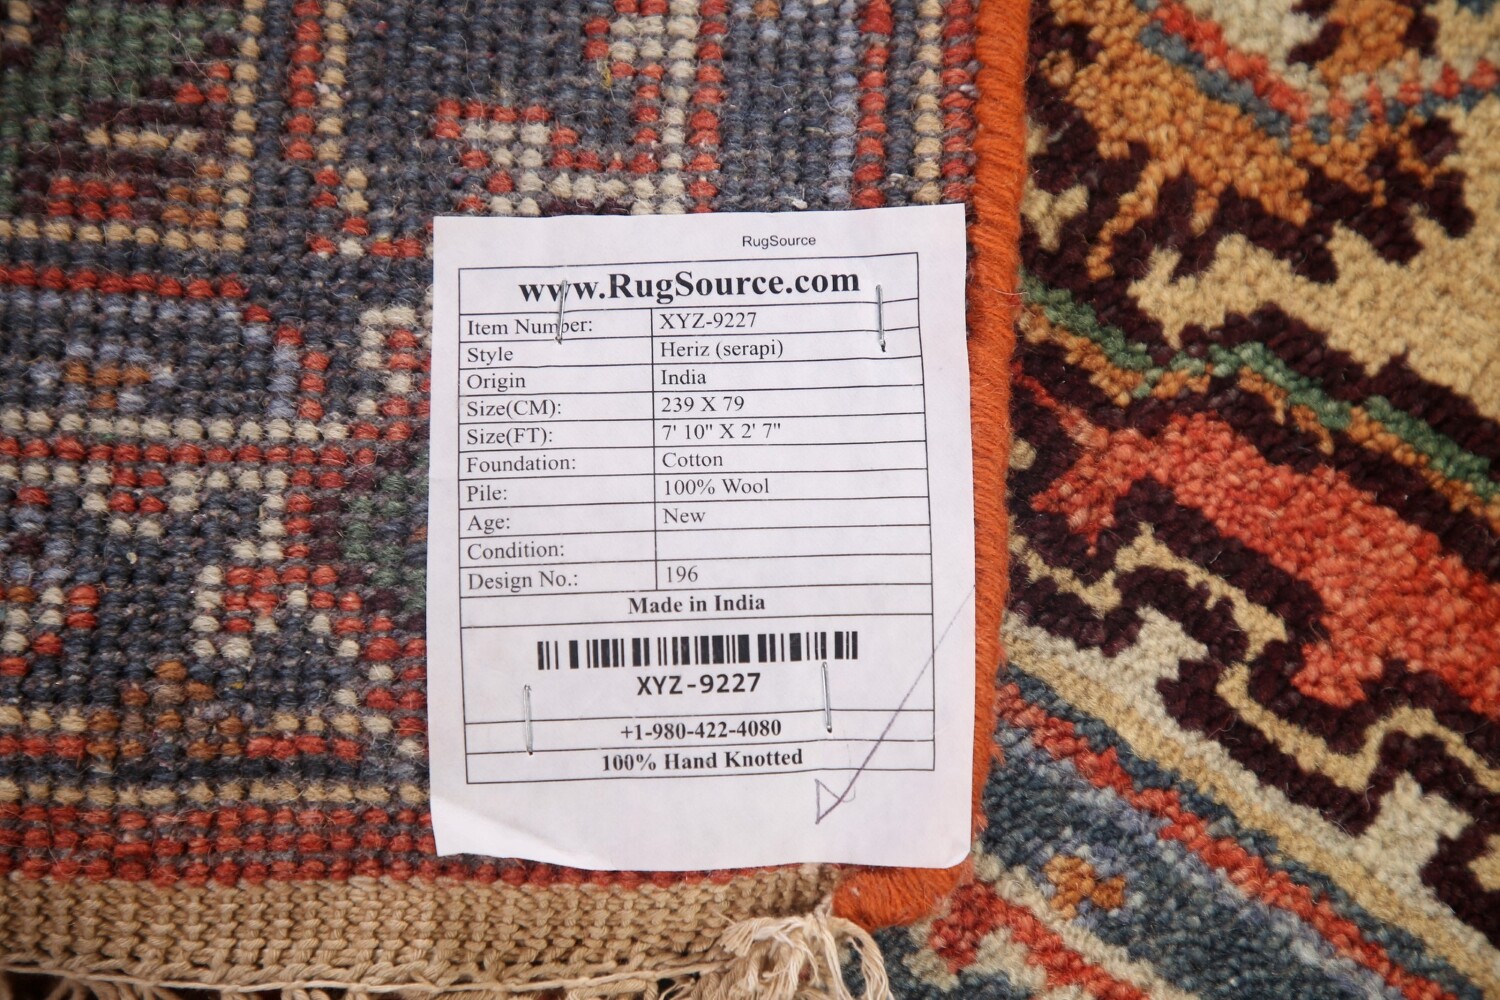 RugSource
www.RugSource.com
Item Number: XYZ-9227
Style Heriz (serapi)
Origin India
Size(CM): 239 X 79
Size(FT): 7' 10" X 2' 7"
Foundation: Cotton
Pile: 100% Wool
Age: New
Condition:
Design No.: 196
Made in India
XYZ-9227
+1-980-422-4080
100% Hand Knotted